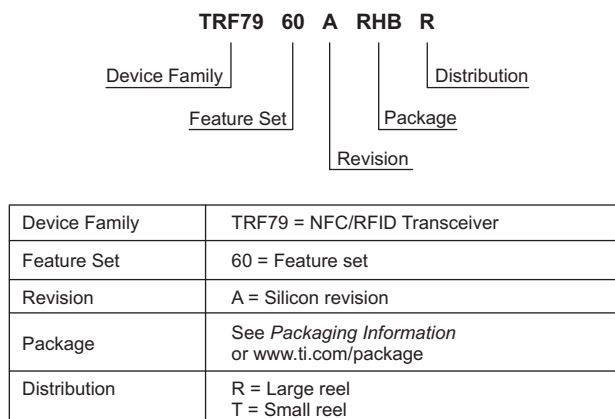 TRF79 60 A RHB R
Device Family
Distribution
Feature Set
Package
Revision
Device Family TRF79 = NFC/RFID Transceiver
Feature Set 60 = Feature set
Revision A = Silicon revision
Package See Packaging Information
or www.ti.com/package
Distribution R = Large reel
T = Small reel